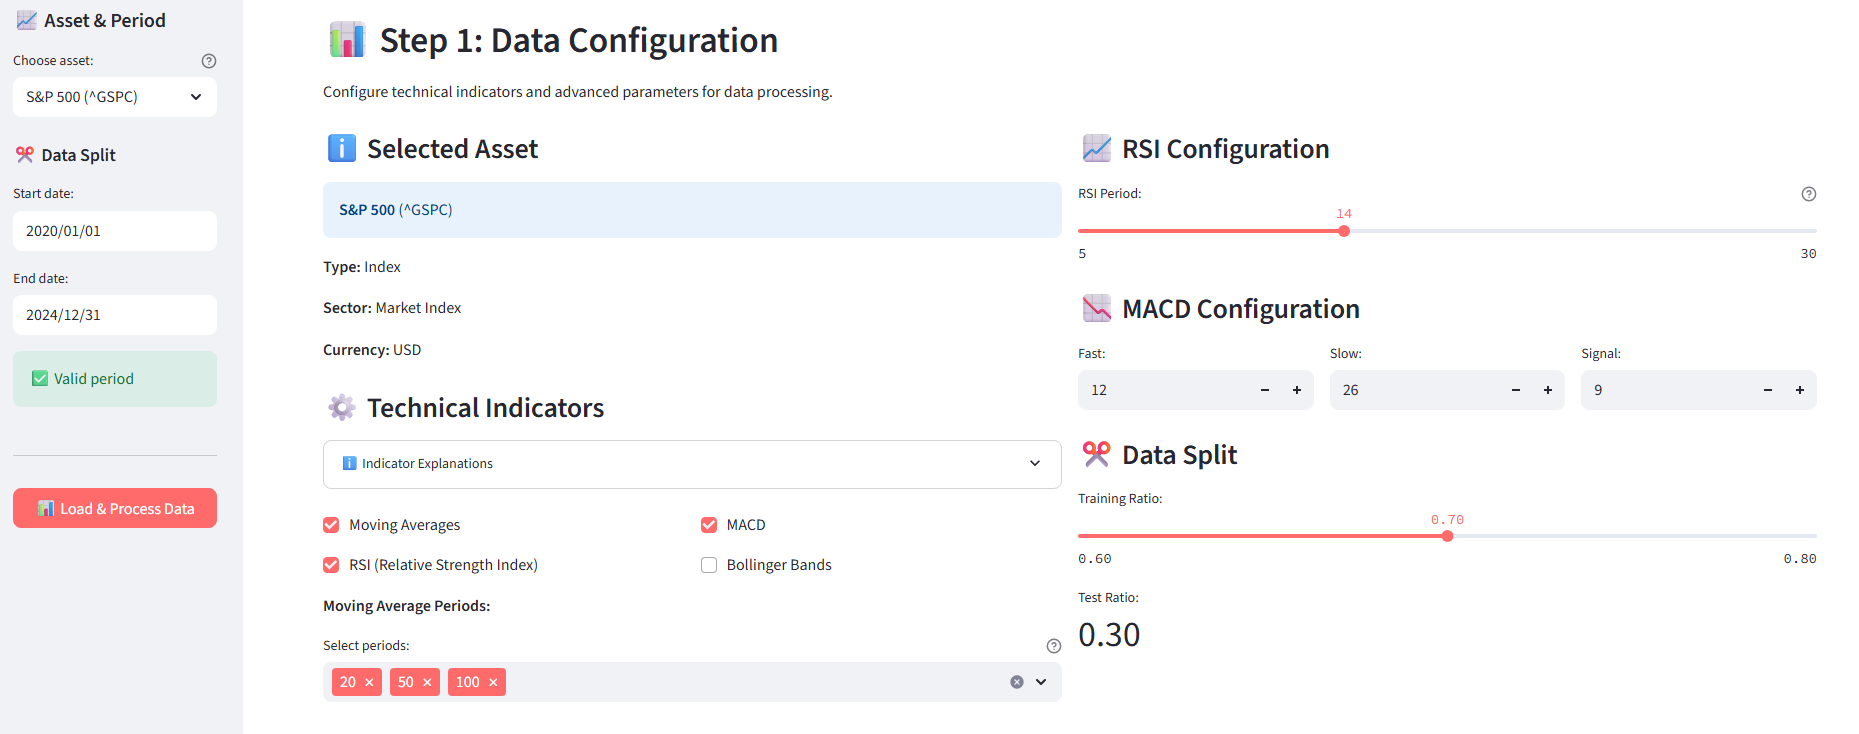 Asset & Period
Choose asset:
S&P 500 (^GSPC)
Data Split
Start date:
2020/01/01
End date:
2024/12/31
Valid period
Load & Process Data
Step 1: Data Configuration
Configure technical indicators and advanced parameters for data processing.
Selected Asset
S&P 500 (^GSPC)
Type: Index
Sector: Market Index
Currency: USD
Technical Indicators
Indicator Explanations
Moving Averages
MACD
RSI (Relative Strength Index)
Bollinger Bands
Moving Average Periods:
Select periods:
20 50 100
RSI Configuration
RSI Period:
14
5 30
MACD Configuration
Fast: Slow: Signal:
12 26 9
Data Split
Training Ratio:
0.70
0.60 0.80
Test Ratio:
0.30